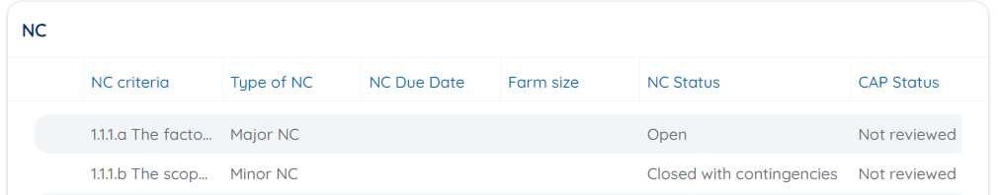 NC
NC criteria Type of NC NC Due Date Farm size NC Status CAP Status
1.1.1.a The facto... Major NC Open Not reviewed
1.1.1.b The scop... Minor NC Closed with contingencies Not reviewed